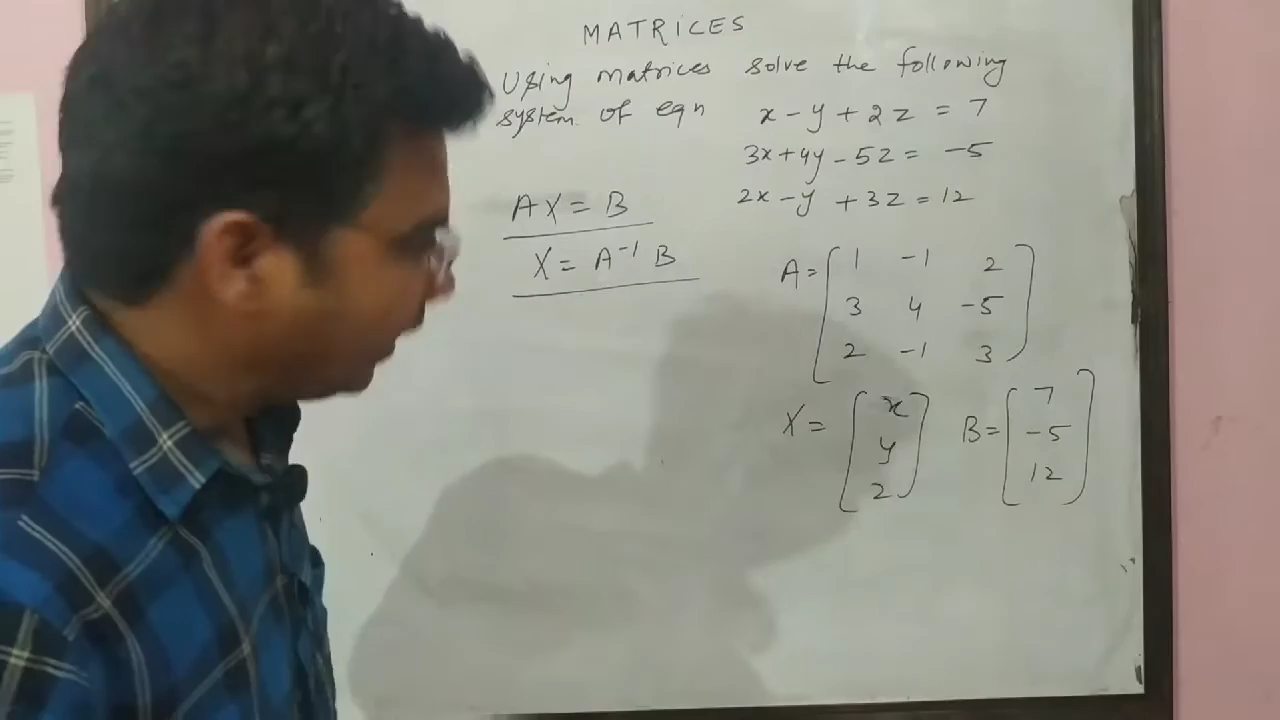 MATRICES
Using matrices solve the following
system of eqn x - y + 2z = 7
3x + 4y - 5z = -5
2x - y + 3z = 12
AX = B
X = A⁻¹ B
A = [ 1 -1 2
3 4 -5
2 -1 3 ]
X = [ x
y
z ]
B = [ 7
-5
12 ]